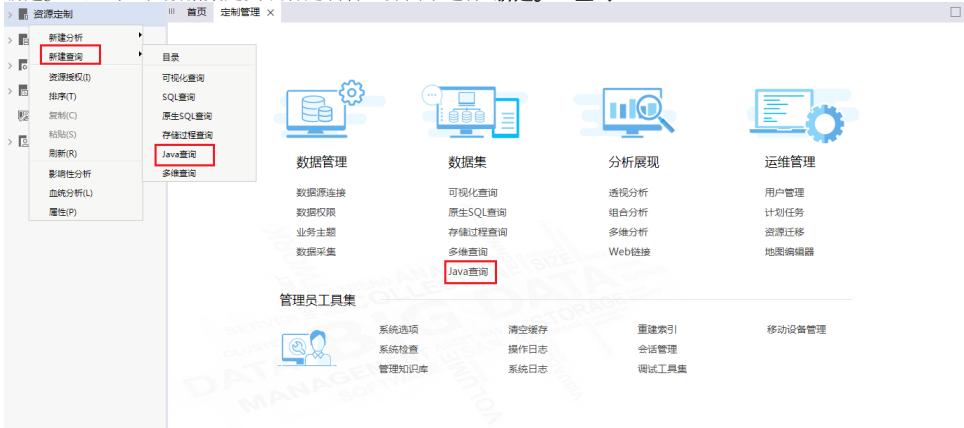 资源定制
首页 定制管理 ×
新建分析
新建查询
资源授权(I)
排序(T)
复制(C)
粘贴(S)
刷新(R)
影响性分析
血统分析(L)
属性(P)
目录
可视化查询
SQL查询
原生SQL查询
存储过程查询
Java查询
多维查询
数据管理
数据源连接
数据权限
业务主题
数据采集
数据集
可视化查询
原生SQL查询
存储过程查询
多维查询
Java查询
分析展现
透视分析
组合分析
多维分析
Web链接
运维管理
用户管理
计划任务
资源迁移
地图编辑器
管理员工具集
系统选项 清空缓存 重建索引 移动设备管理
系统检查 操作日志 会话管理
管理知识库 系统日志 调试工具集
BIG DATA